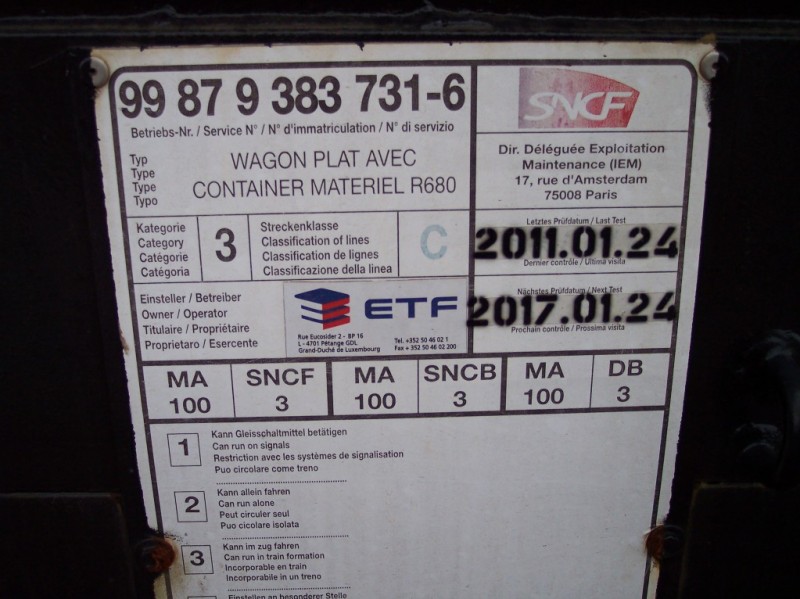 99 87 9 383 731-6
Betriebs-Nr. / Service N° / N° d'immatriculation / N° di servizio
Typ
Type
Type
Typo
WAGON PLAT AVEC
CONTAINER MATERIEL R680
SNCF
Dir. Déléguée Exploitation
Maintenance (IEM)
17, rue d'Amsterdam
75008 Paris
Kategorie
Category
Catégorie
Catégoria
3
Streckenklasse
Classification of lines
Classification de lignes
Classificazione della linea
C
Letztes Prüfdatum / Last Test
2011.01.24
Dernier contrôle / Ultima visita
Einsteller / Betreiber
Owner / Operator
Titulaire / Propriétaire
Proprietaro / Esercente
ETF
Rue Eucosider 2 - BP 16
L - 4701 Pétange GDL
Grand-Duché de Luxembourg
Tel. +352 50 46 02 1
Fax + 352 50 46 02 200
Nächstes Prüfdatum / Next Test
2017.01.24
Prochain contrôle / Prossima visita
MA
100
SNCF
3
MA
100
SNCB
3
MA
100
DB
3
1
Kann Gleisschaltmittel betätigen
Can run on signals
Restriction avec les systèmes de signalisation
Puo circolare come treno
2
Kann allein fahren
Can run alone
Peut circuler seul
Puo cicolare isolata
3
Kann im zug fahren
Can run in train formation
Incorporable en train
Incorporabile in un treno
Einstellen an besonderer Stelle